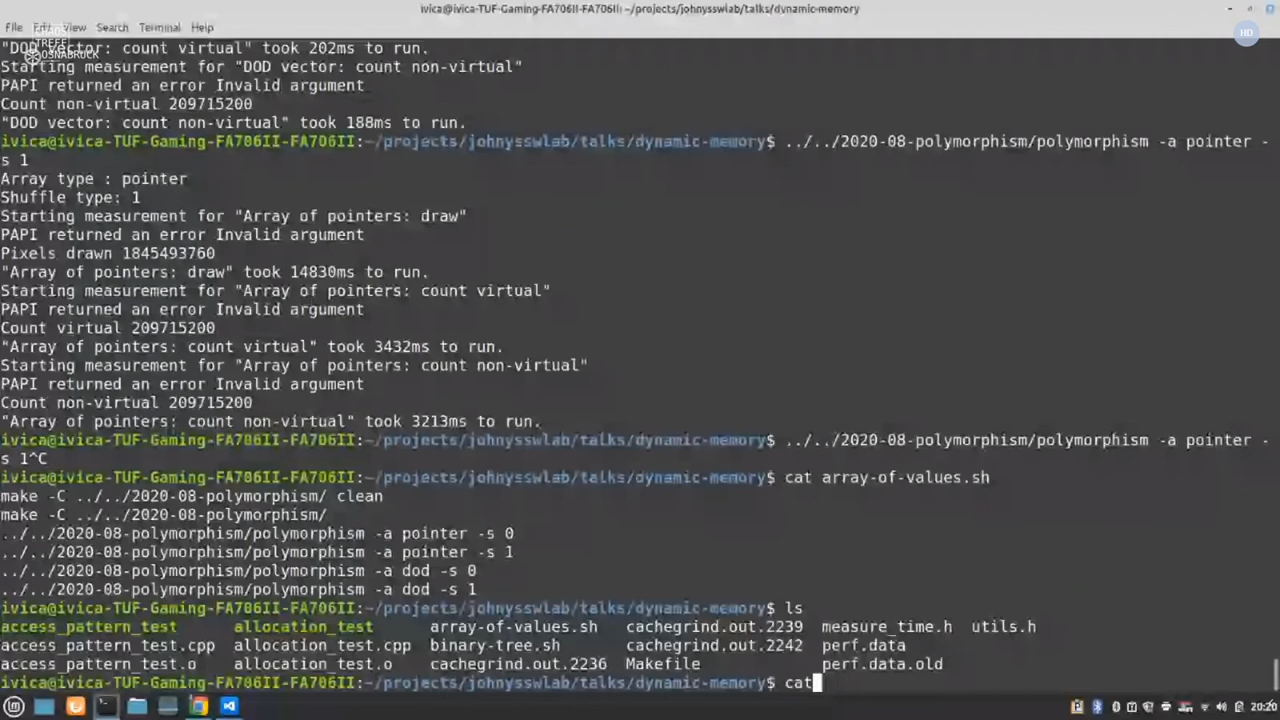 ivica@ivica-TUF-Gaming-FA706II-FA706II: ~/projects/johnysswlab/talks/dynamic-memory
File Edit View Search Terminal Help
HD
TREFF
OSNABRÜCK
"DOD vector: count virtual" took 202ms to run.
Starting measurement for "DOD vector: count non-virtual"
PAPI returned an error Invalid argument
Count non-virtual 209715200
"DOD vector: count non-virtual" took 188ms to run.
ivica@ivica-TUF-Gaming-FA706II-FA706II:~/projects/johnysswlab/talks/dynamic-memory$ ../../2020-08-polymorphism/polymorphism -a pointer -
s 1
Array type : pointer
Shuffle type: 1
Starting measurement for "Array of pointers: draw"
PAPI returned an error Invalid argument
Pixels drawn 1845493760
"Array of pointers: draw" took 14830ms to run.
Starting measurement for "Array of pointers: count virtual"
PAPI returned an error Invalid argument
Count virtual 209715200
"Array of pointers: count virtual" took 3432ms to run.
Starting measurement for "Array of pointers: count non-virtual"
PAPI returned an error Invalid argument
Count non-virtual 209715200
"Array of pointers: count non-virtual" took 3213ms to run.
ivica@ivica-TUF-Gaming-FA706II-FA706II:~/projects/johnysswlab/talks/dynamic-memory$ ../../2020-08-polymorphism/polymorphism -a pointer -
s 1^C
ivica@ivica-TUF-Gaming-FA706II-FA706II:~/projects/johnysswlab/talks/dynamic-memory$ cat array-of-values.sh
make -C ../../2020-08-polymorphism/ clean
make -C ../../2020-08-polymorphism/
../../2020-08-polymorphism/polymorphism -a pointer -s 0
../../2020-08-polymorphism/polymorphism -a pointer -s 1
../../2020-08-polymorphism/polymorphism -a dod -s 0
../../2020-08-polymorphism/polymorphism -a dod -s 1
ivica@ivica-TUF-Gaming-FA706II-FA706II:~/projects/johnysswlab/talks/dynamic-memory$ ls
access_pattern_test allocation_test array-of-values.sh cachegrind.out.2239 measure_time.h utils.h
access_pattern_test.cpp allocation_test.cpp binary-tree.sh cachegrind.out.2242 perf.data
access_pattern_test.o allocation_test.o cachegrind.out.2236 Makefile perf.data.old
ivica@ivica-TUF-Gaming-FA706II-FA706II:~/projects/johnysswlab/talks/dynamic-memory$ cat
20:20